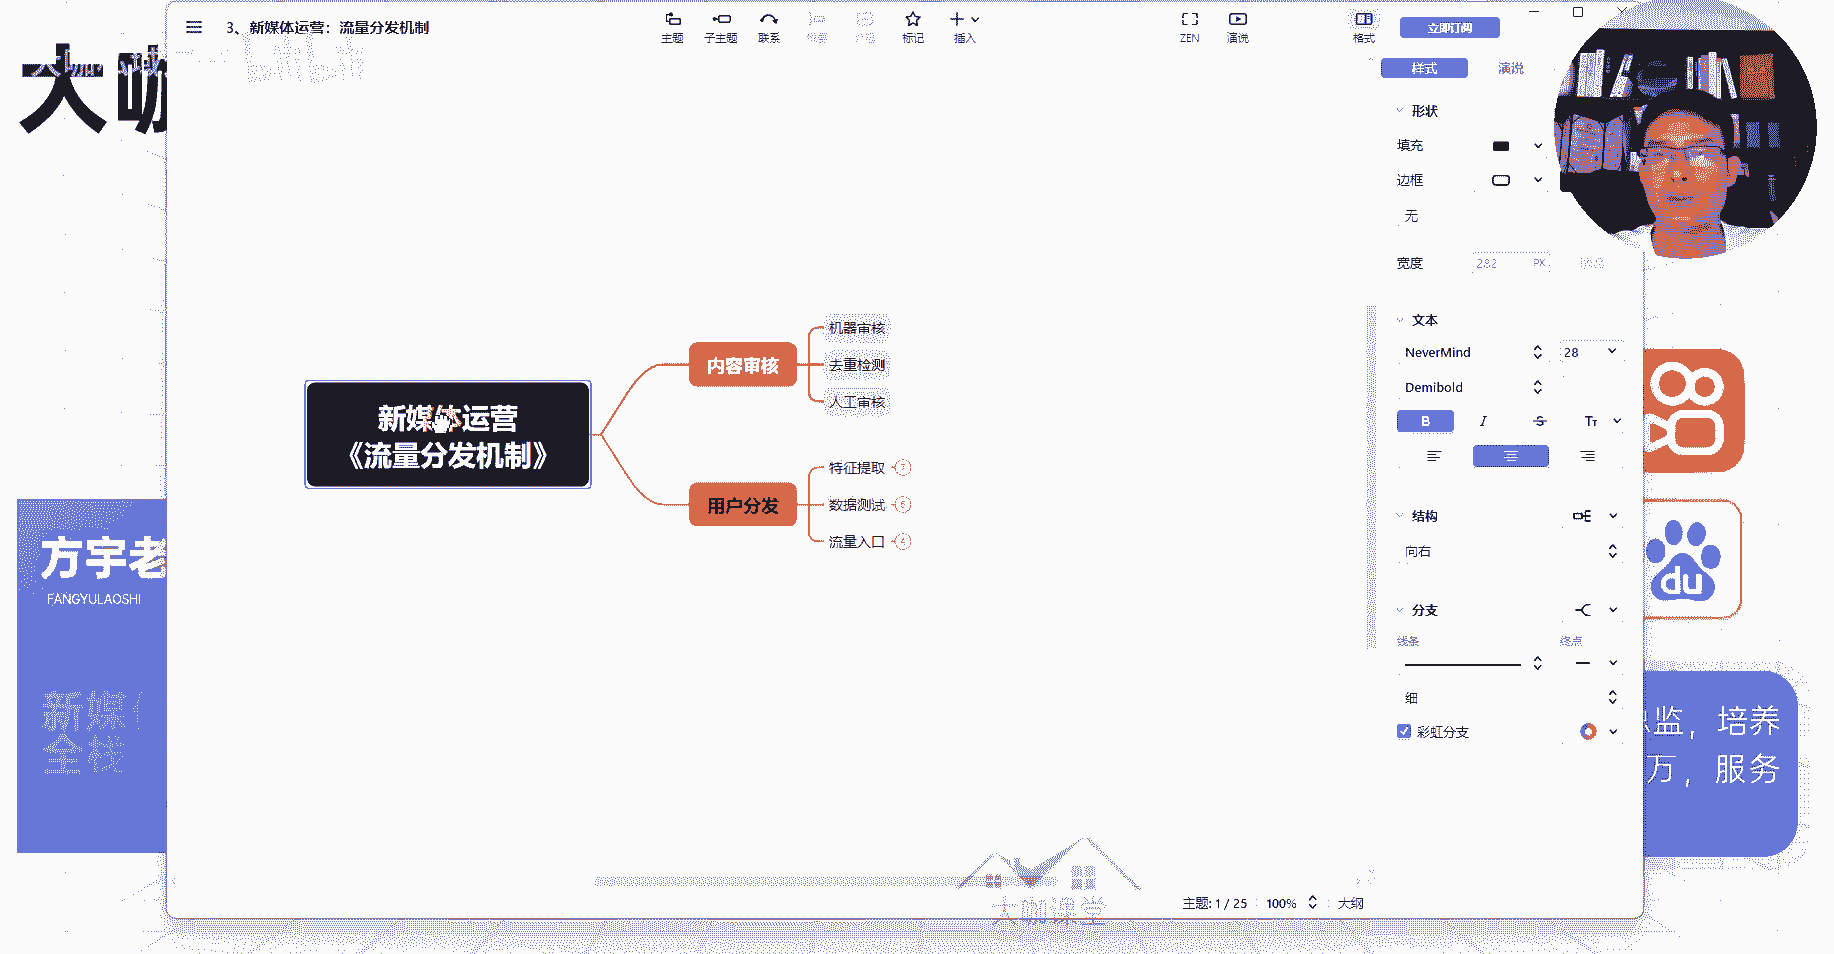 大咖
3、新媒体运营：流量分发机制
主题
子主题
联系
标记
插入
ZEN
演说
格式
立即订阅
样式
演说
形状
填充
边框
无
宽度
282
PX
文本
NeverMind
28
Demibold
B
I
S
Tт
结构
向右
分支
线条
终点
细
彩虹分支
新媒体运营
《流量分发机制》
内容审核
机器审核
去重检测
人工审核
用户分发
特征提取
7
数据测试
6
流量入口
4
方宇老
FANGYULAOSHI
新媒
全栈
du
监，培养
万，服务
大咖课堂
主题: 1 / 25
100%
大纲